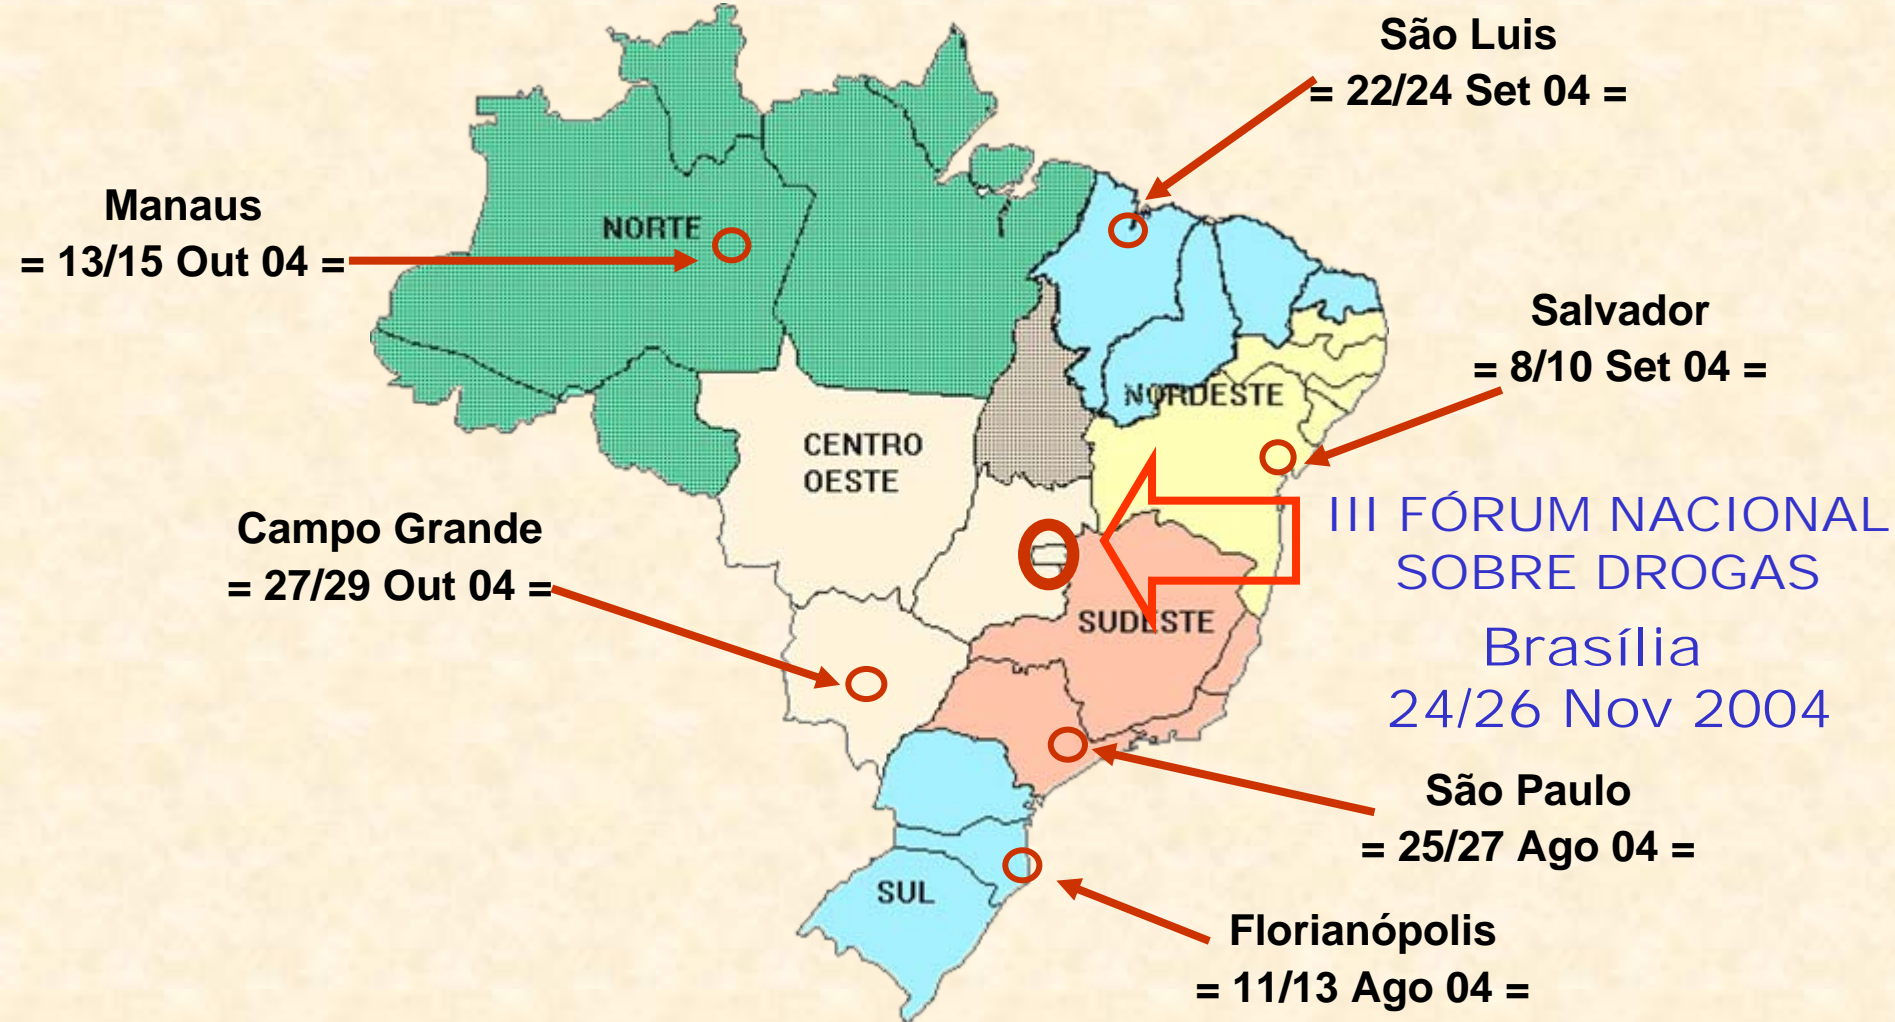 São Luis
= 22/24 Set 04 =
Manaus
= 13/15 Out 04 =
NORTE
Salvador
= 8/10 Set 04 =
NORDESTE
CENTRO
OESTE
III FÓRUM NACIONAL
SOBRE DROGAS
Brasília
24/26 Nov 2004
Campo Grande
= 27/29 Out 04 =
SUDESTE
São Paulo
= 25/27 Ago 04 =
SUL
Florianópolis
= 11/13 Ago 04 =